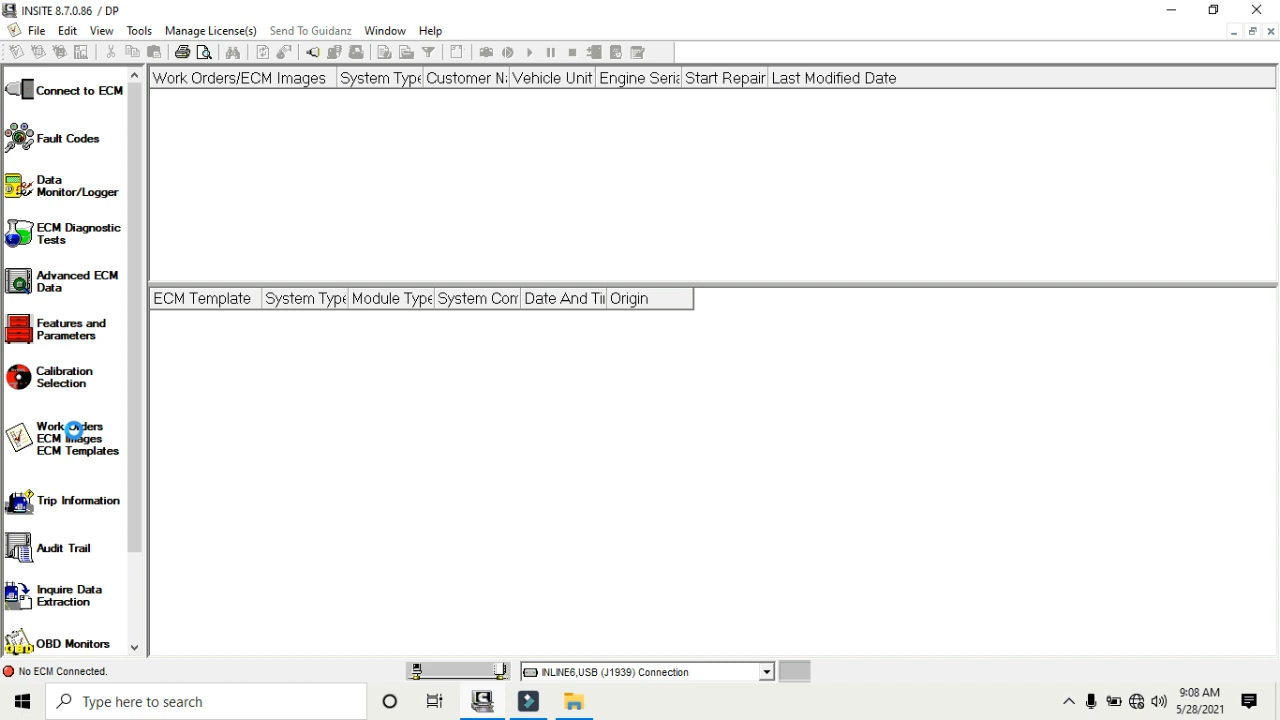 INSITE 8.7.0.86 / DP
File Edit View Tools Manage License(s) Send To Guidanz Window Help
Work Orders/ECM Images System Type Customer N Vehicle Unit Engine Seria Start Repair Last Modified Date
Connect to ECM
Fault Codes
Data
Monitor/Logger
ECM Diagnostic
Tests
Advanced ECM
Data
Features and
Parameters
Calibration
Selection
Work Orders
ECM Images
ECM Templates
Trip Information
Audit Trail
Inquire Data
Extraction
OBD Monitors
ECM Template System Type Module Type System Com Date And Ti Origin
No ECM Connected.
INLINE6,USB (J1939) Connection
Type here to search
9:08 AM
5/28/2021